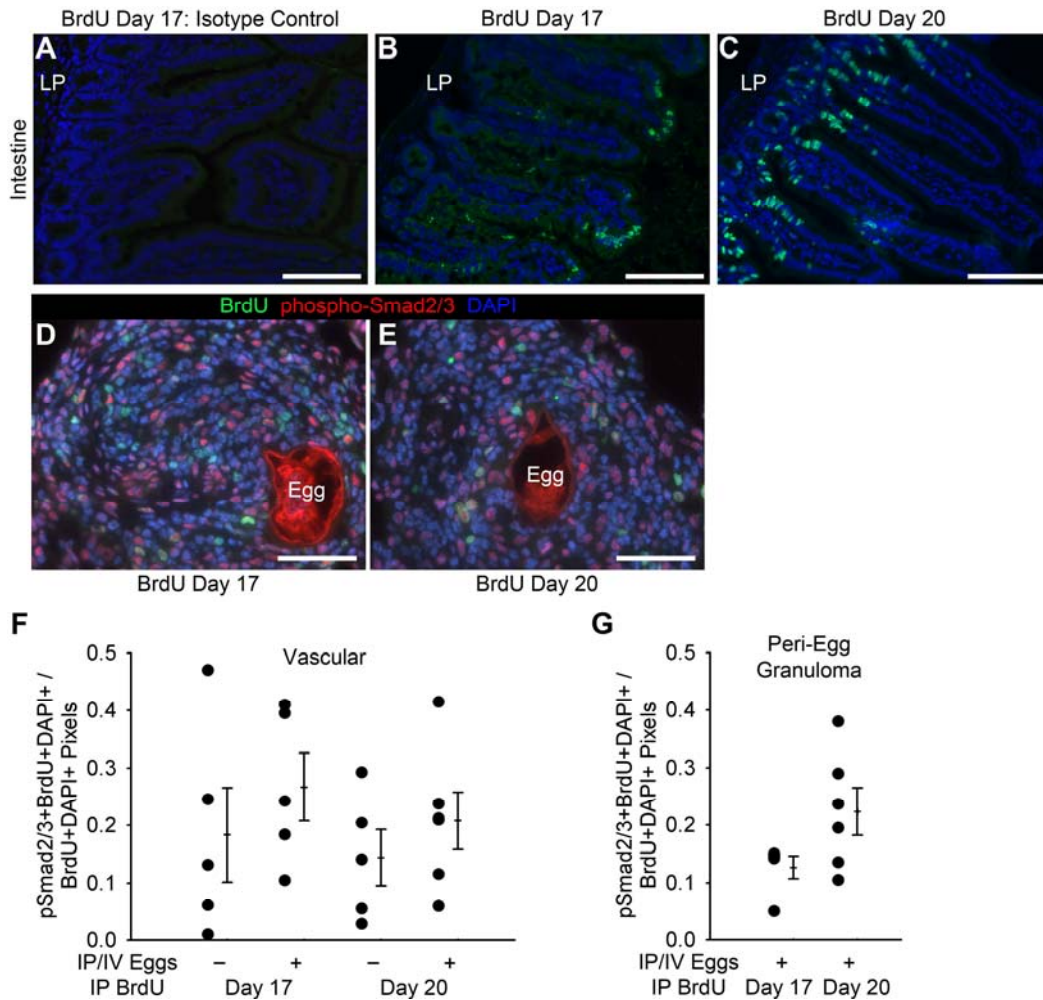 BrdU Day 17: Isotype Control
BrdU Day 17
BrdU Day 20
A
B
C
LP
LP
LP
Intestine
BrdU phospho-Smad2/3 DAPI
D
E
Egg
Egg
BrdU Day 17
BrdU Day 20
F
Vascular
pSmad2/3+BrdU+DAPI+ /
BrdU+DAPI+ Pixels
0.5
0.4
0.3
0.2
0.1
0.0
IP/IV Eggs – + – +
IP BrdU Day 17 Day 20
G
Peri-Egg
Granuloma
pSmad2/3+BrdU+DAPI+ /
BrdU+DAPI+ Pixels
0.5
0.4
0.3
0.2
0.1
0.0
IP/IV Eggs + +
IP BrdU Day 17 Day 20